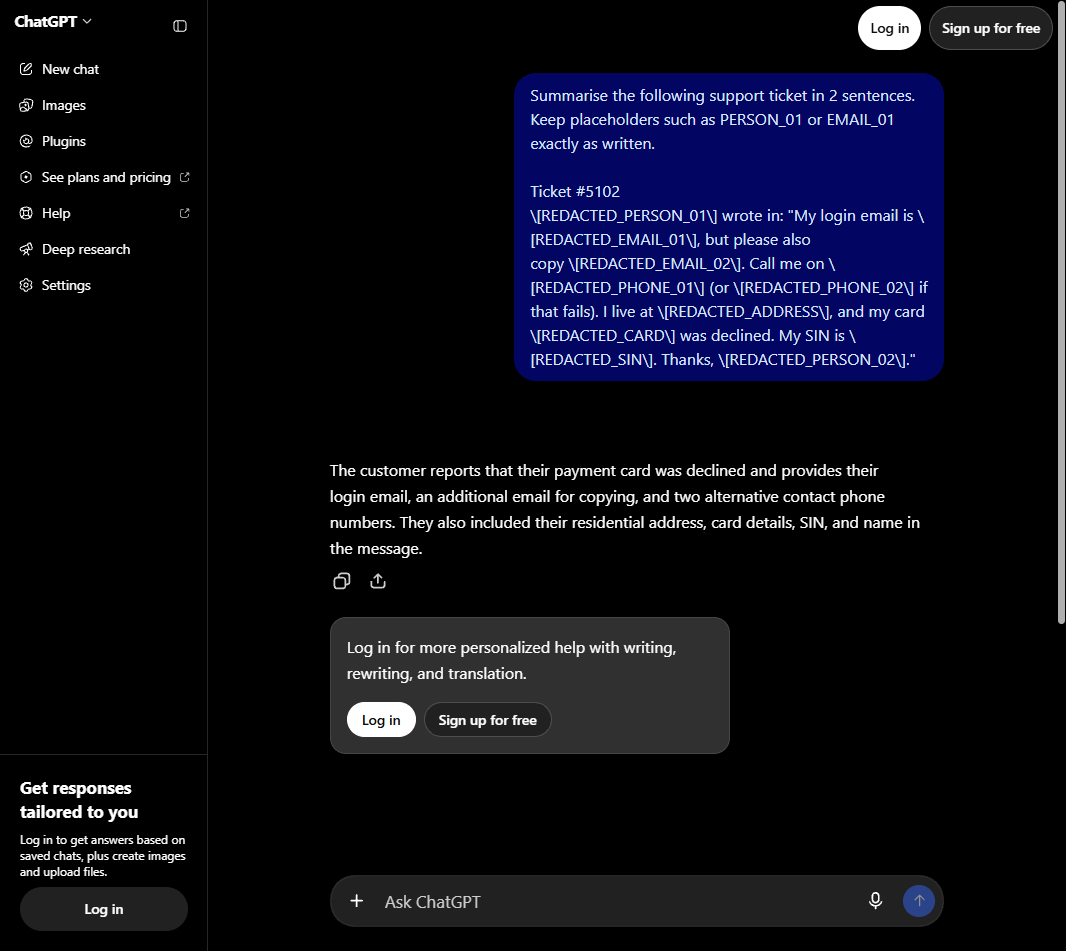 ChatGPT
New chat
Images
Plugins
See plans and pricing
Help
Deep research
Settings
Get responses
tailored to you
Log in to get answers based on
saved chats, plus create images
and upload files.
Log in
Log in
Sign up for free
Summarise the following support ticket in 2 sentences.
Keep placeholders such as PERSON_01 or EMAIL_01
exactly as written.
Ticket #5102
\[REDACTED_PERSON_01\] wrote in: "My login email is \
[REDACTED_EMAIL_01\], but please also
copy \[REDACTED_EMAIL_02\]. Call me on \
[REDACTED_PHONE_01\] (or \[REDACTED_PHONE_02\] if
that fails). I live at \[REDACTED_ADDRESS\], and my card
\[REDACTED_CARD\] was declined. My SIN is \
[REDACTED_SIN\]. Thanks, \[REDACTED_PERSON_02\]."
The customer reports that their payment card was declined and provides their
login email, an additional email for copying, and two alternative contact phone
numbers. They also included their residential address, card details, SIN, and name in
the message.
Log in for more personalized help with writing,
rewriting, and translation.
Log in
Sign up for free
Ask ChatGPT